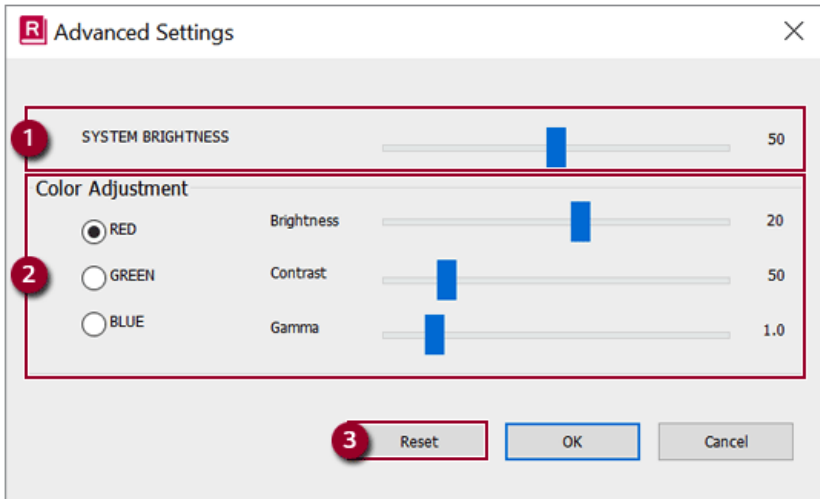 R Advanced Settings
1 SYSTEM BRIGHTNESS 50
Color Adjustment
RED Brightness 20
2 GREEN Contrast 50
BLUE Gamma 1.0
3 Reset OK Cancel